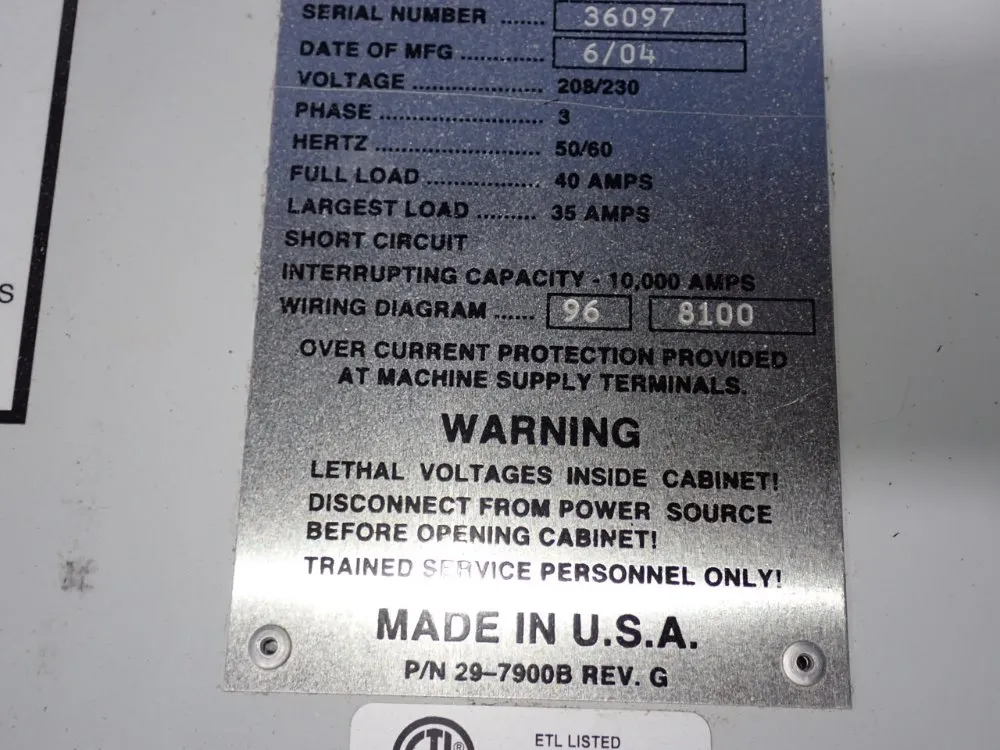 SERIAL NUMBER ....... 36097
DATE OF MFG ............. 6/04
VOLTAGE ................... 208/230
PHASE ........................ 3
HERTZ ......................... 50/60
FULL LOAD ................. 40 AMPS
LARGEST LOAD ......... 35 AMPS
SHORT CIRCUIT
INTERRUPTING CAPACITY - 10,000 AMPS
WIRING DIAGRAM ...... 96 8100
OVER CURRENT PROTECTION PROVIDED
AT MACHINE SUPPLY TERMINALS.
WARNING
LETHAL VOLTAGES INSIDE CABINET!
DISCONNECT FROM POWER SOURCE
BEFORE OPENING CABINET!
TRAINED SERVICE PERSONNEL ONLY!
MADE IN U.S.A.
P/N 29-7900B REV. G
ETL LISTED
S